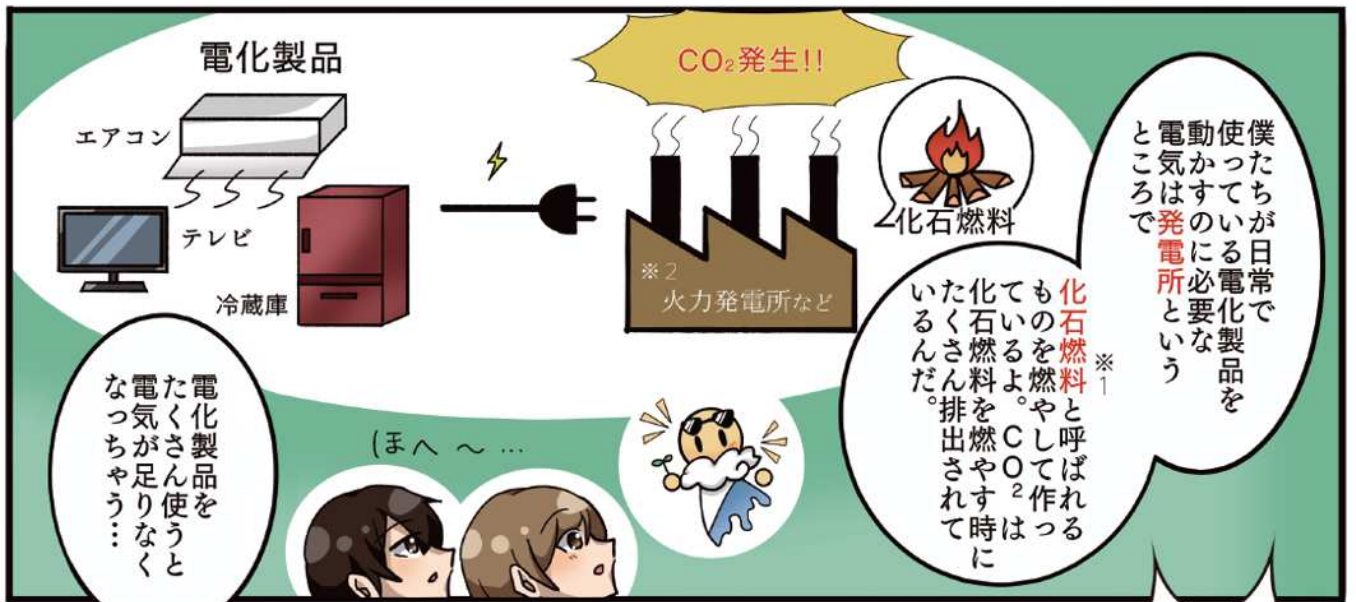 僕たちが日常で
使っている電化製品を
動かすのに必要な
電気は発電所という
ところで
※1
化石燃料と呼ばれる
ものを燃やして作っ
ているよ。CO2は
化石燃料を燃やす時に
たくさん排出されて
いるんだ。
CO₂発生!!
化石燃料
※2
火力発電所など
電化製品
エアコン
テレビ
冷蔵庫
ほへ〜…
電化製品を
たくさん使うと
電気が足りなく
なっちゃう…